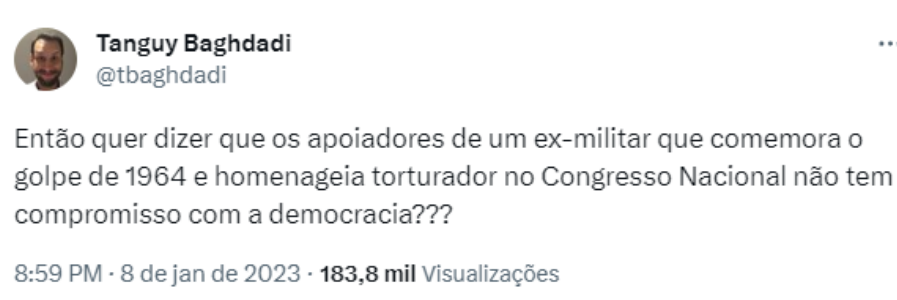 Tanguy Baghdadi
@tbaghdadi
Então quer dizer que os apoiadores de um ex-militar que comemora o
golpe de 1964 e homenageia torturador no Congresso Nacional não tem
compromisso com a democracia???
8:59 PM · 8 de jan de 2023 · 183,8 mil Visualizações